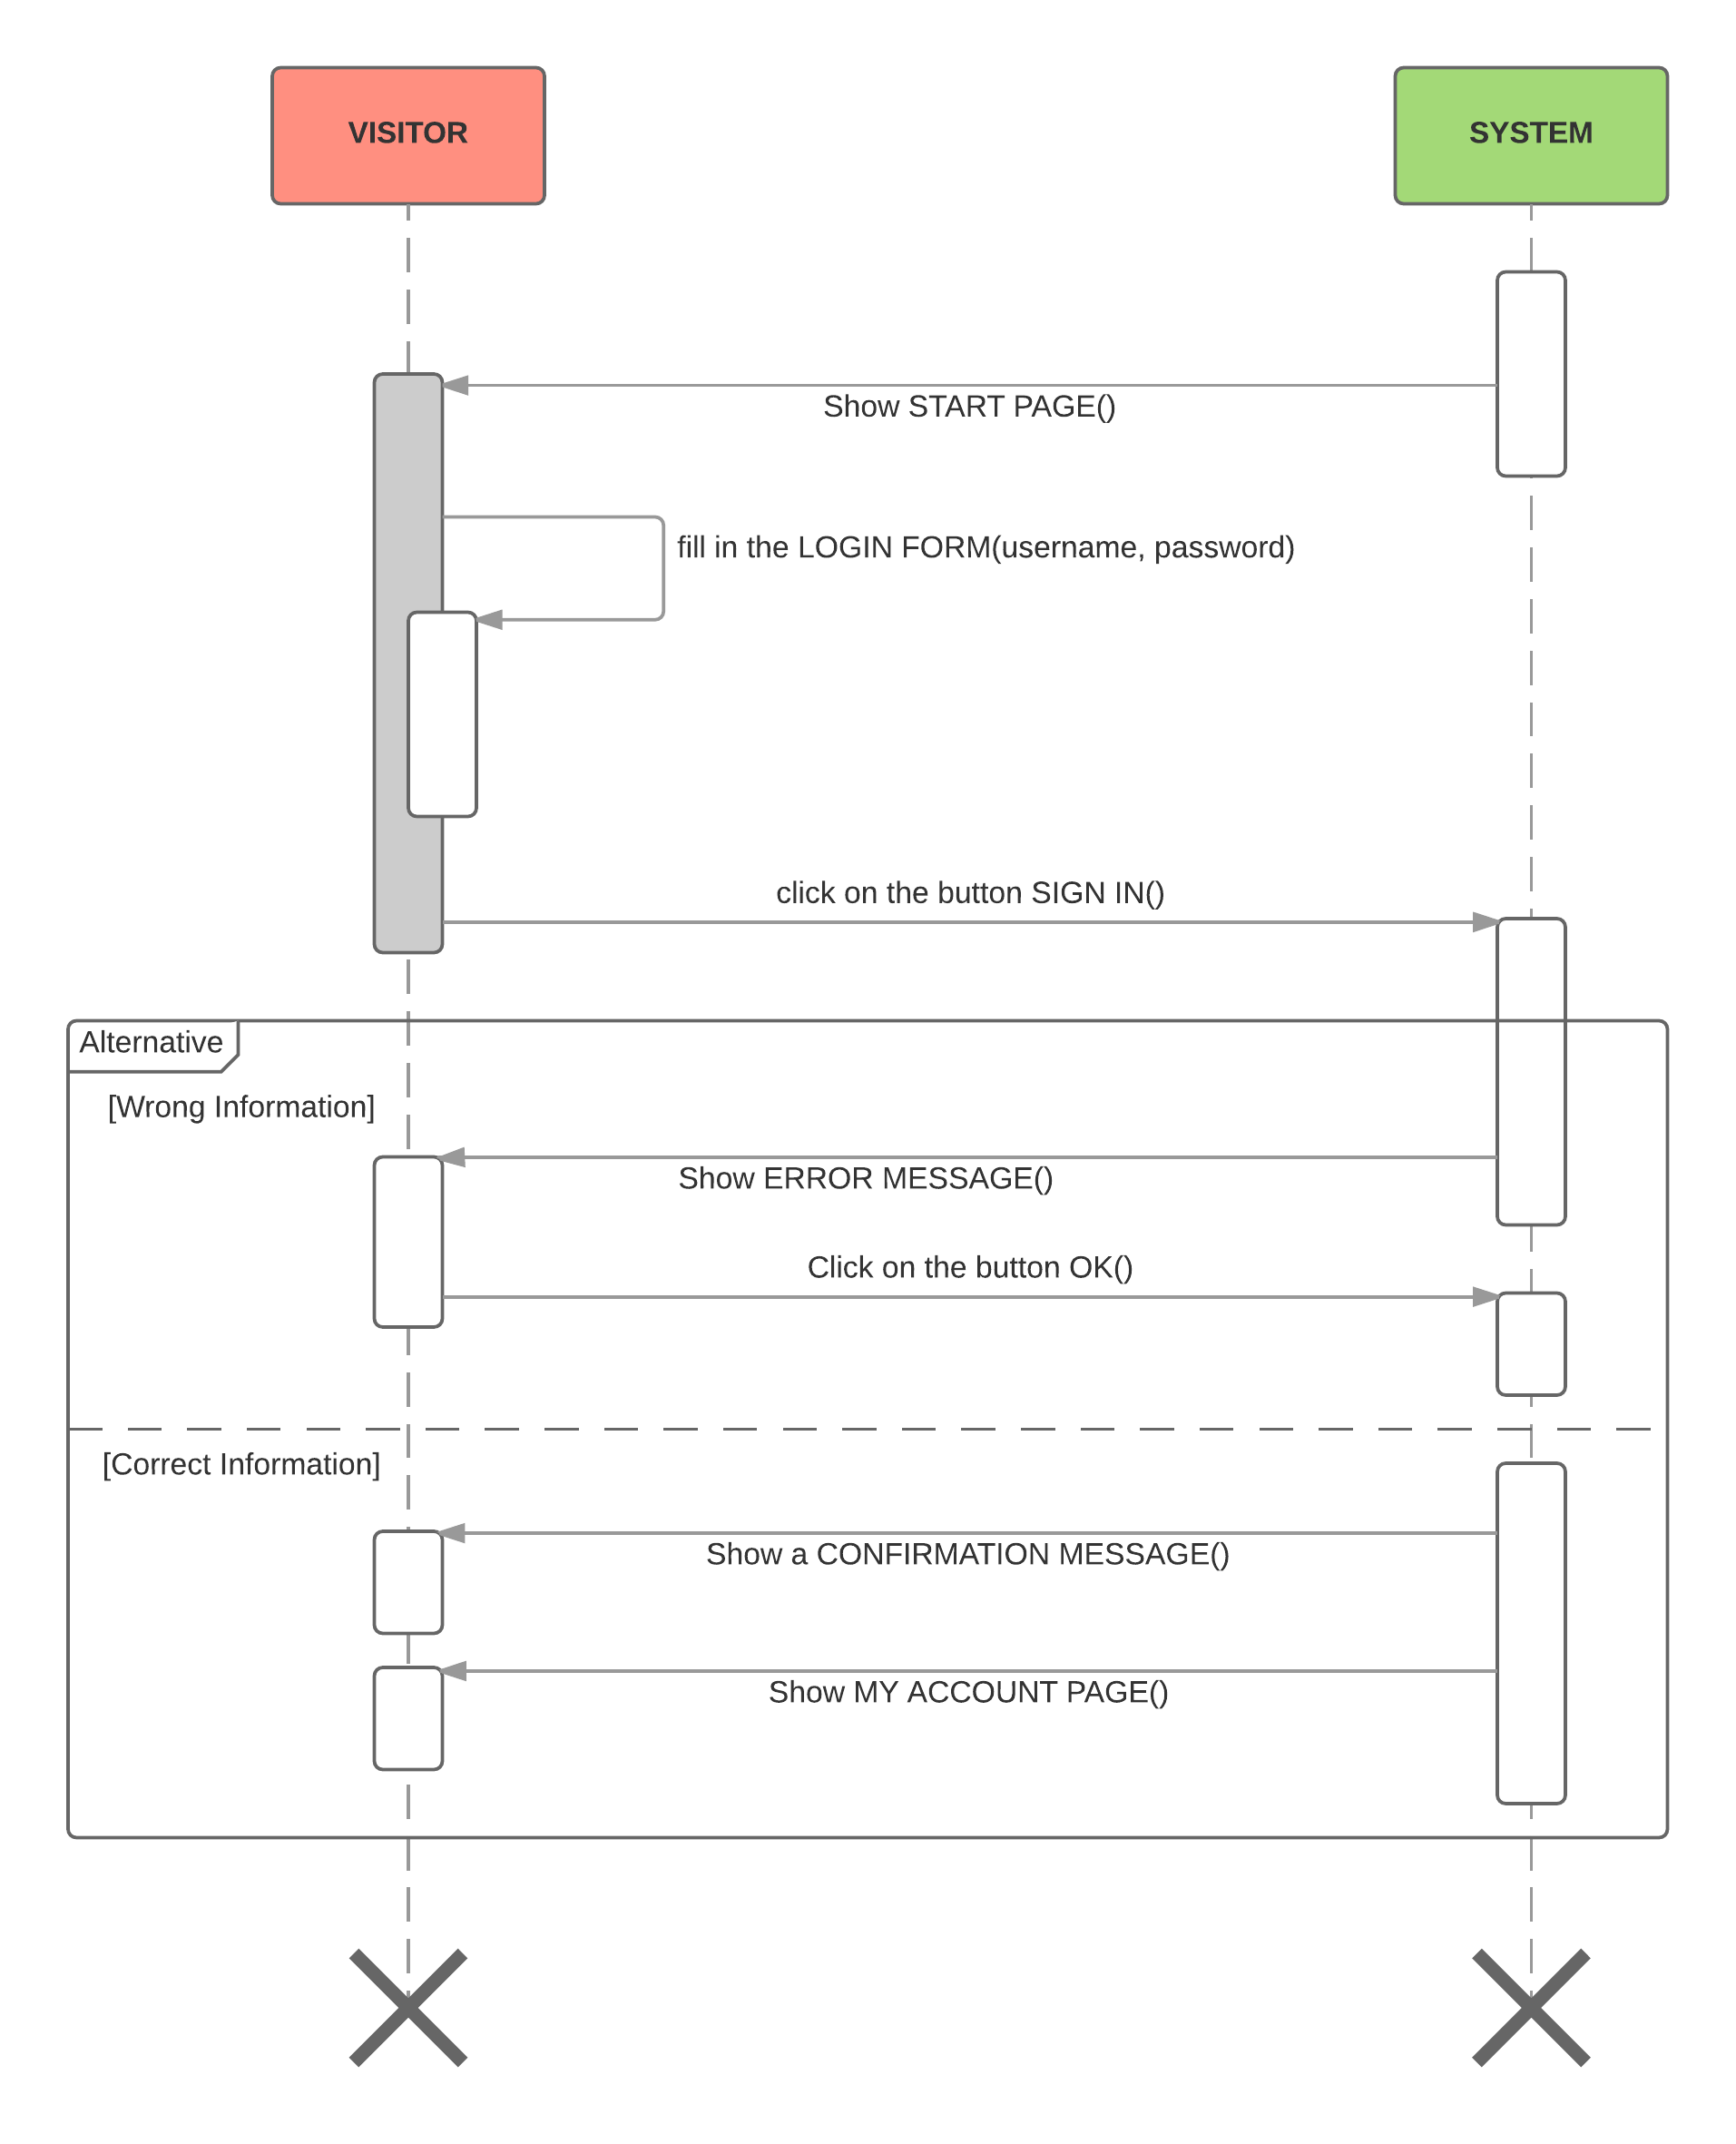 VISITOR
SYSTEM
Show START PAGE()
fill in the LOGIN FORM(username, password)
click on the button SIGN IN()
Alternative
[Wrong Information]
Show ERROR MESSAGE()
Click on the button OK()
[Correct Information]
Show a CONFIRMATION MESSAGE()
Show MY ACCOUNT PAGE()